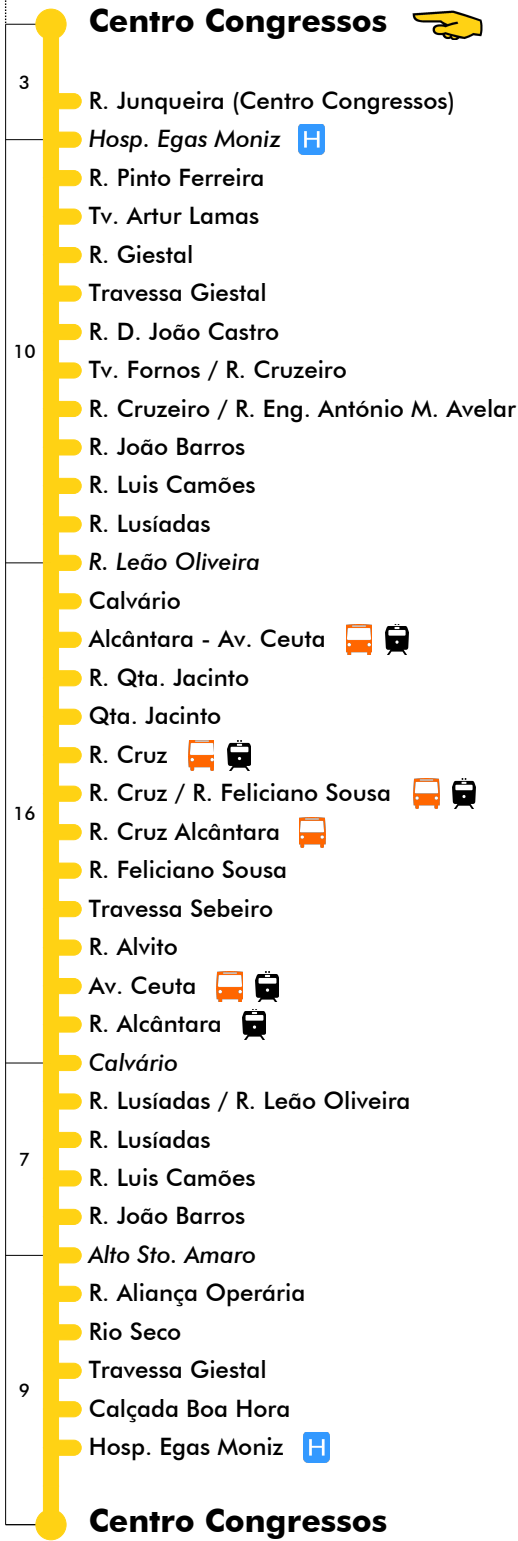 Centro Congressos
3
R. Junqueira (Centro Congressos)
Hosp. Egas Moniz H
R. Pinto Ferreira
Tv. Artur Lamas
R. Giestal
Travessa Giestal
R. D. João Castro
10
Tv. Fornos / R. Cruzeiro
R. Cruzeiro / R. Eng. António M. Avelar
R. João Barros
R. Luis Camões
R. Lusíadas
R. Leão Oliveira
Calvário
Alcântara - Av. Ceuta
R. Qta. Jacinto
Qta. Jacinto
R. Cruz
R. Cruz / R. Feliciano Sousa
16
R. Cruz Alcântara
R. Feliciano Sousa
Travessa Sebeiro
R. Alvito
Av. Ceuta
R. Alcântara
Calvário
R. Lusíadas / R. Leão Oliveira
R. Lusíadas
7
R. Luis Camões
R. João Barros
Alto Sto. Amaro
R. Aliança Operária
Rio Seco
Travessa Giestal
9
Calçada Boa Hora
Hosp. Egas Moniz H
Centro Congressos